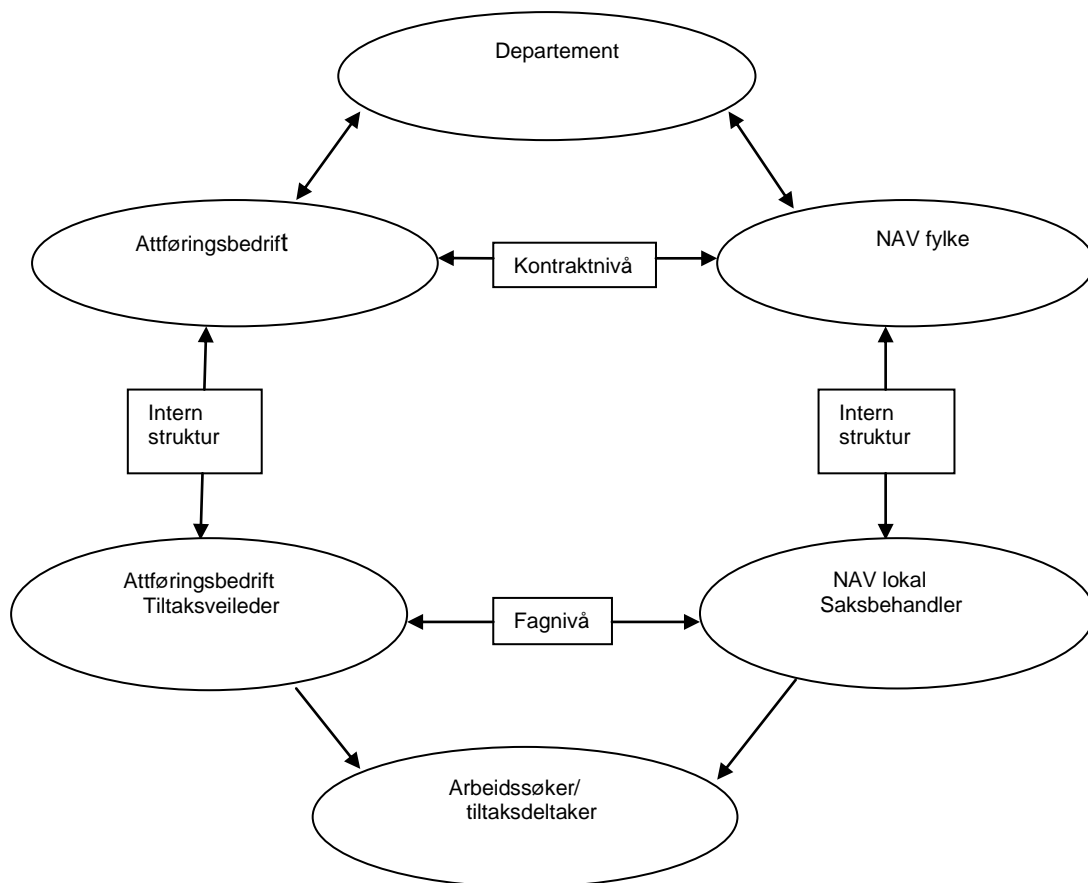 Departement
Attføringsbedrift
NAV fylke
Kontraktnivå
Intern
struktur
Intern
struktur
Attføringsbedrift
Tiltaksveileder
NAV lokal
Saksbehandler
Fagnivå
Arbeidssøker/
tiltaksdeltaker